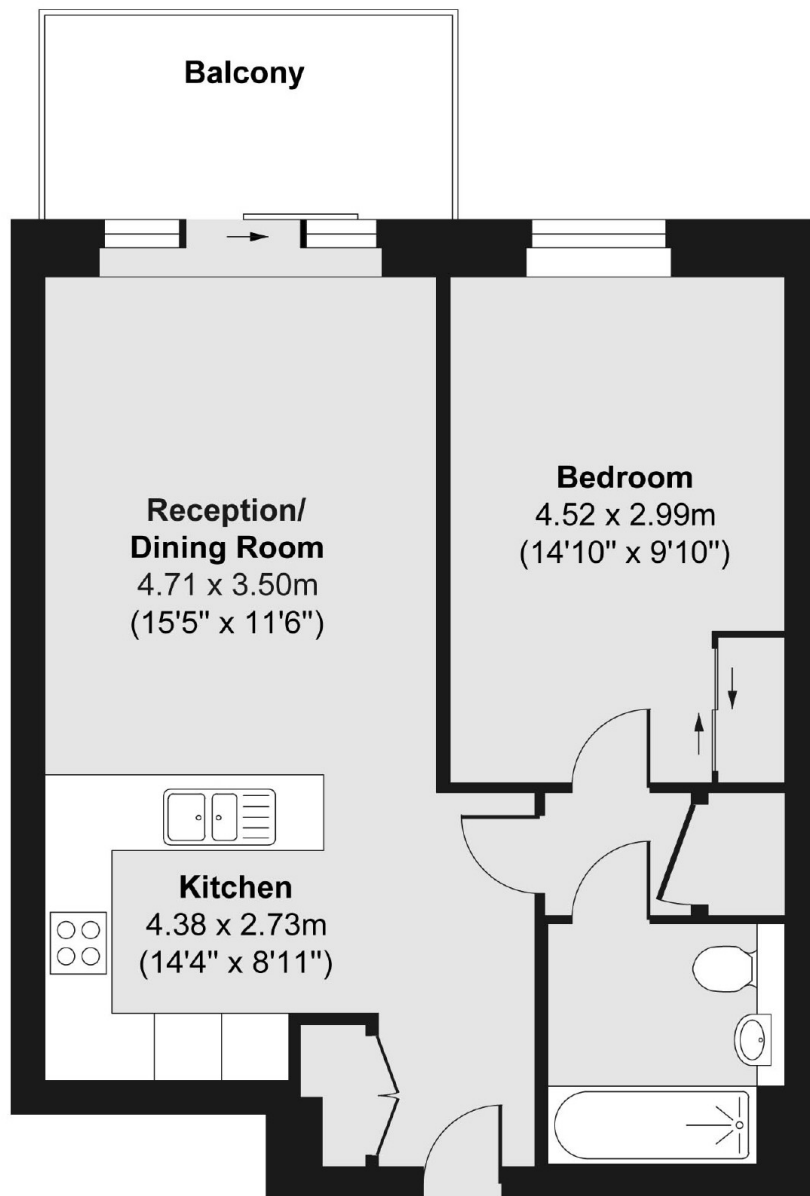 Balcony
Reception/
Dining Room
4.71 x 3.50m
(15'5" x 11'6")
Bedroom
4.52 x 2.99m
(14'10" x 9'10")
Kitchen
4.38 x 2.73m
(14'4" x 8'11")